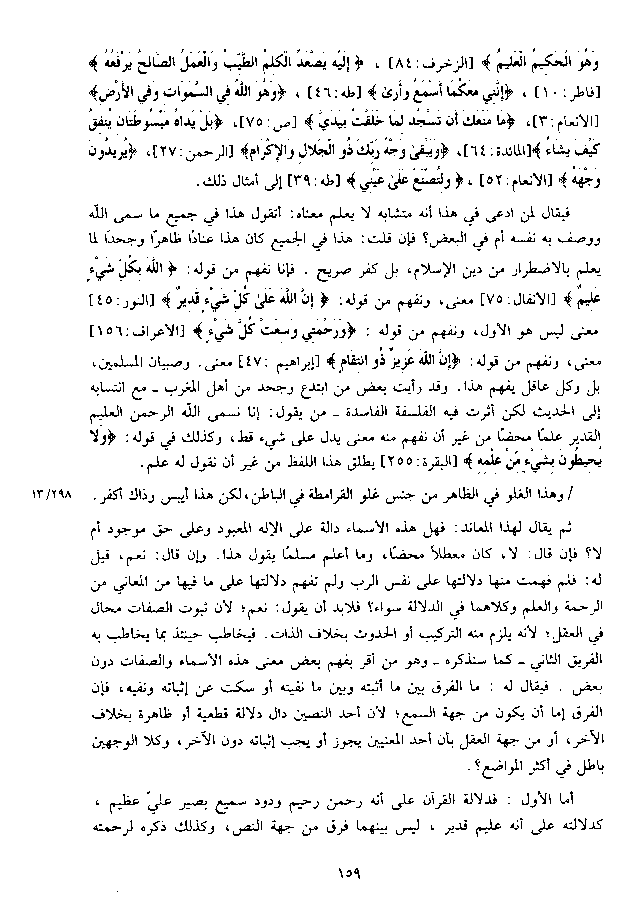 وَهُوَ الْحَكِيمُ الْعَلِيمُ ﴾ [الزخرف: ٨٤] ، ﴿ إِلَيْهِ يَصْعَدُ الْكَلِمُ الطَّيِّبُ وَالْعَمَلُ الصَّالِحُ يَرْفَعُهُ ﴾
[فاطر: ١٠] ، ﴿إِنَّنِي مَعَكُمَا أَسْمَعُ وَأَرَىٰ ﴾ [طه: ٤٦] ، ﴿وَهُوَ اللَّهُ فِي السَّمَوَاتِ وَفِي الأَرْضِ﴾
[الأنعام: ٣]، ﴿مَا مَنَعَكَ أَن تَسْجُدَ لِمَا خَلَقْتُ بِيَدَيَّ ﴾ [ص: ٧٥]، ﴿بَلْ يَدَاهُ مَبْسُوطَتَانِ يُنفِقُ
كَيْفَ يَشَاءُ ﴾[المائدة: ٦٤]، ﴿وَيَبْقَىٰ وَجْهُ رَبِّكَ ذُو الْجَلالِ وَالإِكْرَامِ﴾ [الرحمن: ٢٧]، ﴿يُرِيدُونَ
وَجْهَهُ ﴾ [الأنعام: ٥٢] ، ﴿ وَلِتُصْنَعَ عَلَىٰ عَيْنِي ﴾ [طه: ٣٩] إلى أمثال ذلك.
فيقال لمن ادعى في هذا أنه متشابه لا يعلم معناه: أتقول هذا في جميع ما سمى الله
ووصف به نفسه أم في البعض؟ فإن قلت: هذا في الجميع كان هذا عنادًا ظاهرًا وجحدًا لما
يعلم بالاضطرار من دين الإسلام، بل كفر صريح . فإنا نفهم من قوله: ﴿ اللَّهَ بِكُلِّ شَيْءٍ
عَلِيمٌ ﴾ [الأنفال: ٧٥] معنى، ونفهم من قوله: ﴿ إِنَّ اللَّهَ عَلَىٰ كُلِّ شَيْءٍ قَدِيرٌ ﴾ [النور: ٤٥]
معنى ليس هو الأول، ونفهم من قوله : ﴿وَرَحْمَتِي وَسِعَتْ كُلَّ شَيْءٍ ﴾ [الأعراف: ١٥٦]
معنى، ونفهم من قوله: ﴿إِنَّ اللَّهَ عَزِيزٌ ذُو انتِقَامٍ ﴾ [إبراهيم :٤٧] معنى. وصبيان المسلمين،
بل وكل عاقل يفهم هذا. وقد رأيت بعض من ابتدع وجحد من أهل المغرب ـ مع انتسابه
إلى الحديث لكن أثرت فيه الفلسفة الفاسدة ـ من يقول: إنا نسمى الله الرحمن العليم
القدير علمًا محضًا من غير أن نفهم منه معنى يدل على شيء قط، وكذلك في قوله: ﴿وَلا
يُحِيطُونَ بِشَيْءٍ مِّنْ عِلْمِهِ ﴾ [البقرة: ٢٥٥] يطلق هذا اللفظ من غير أن نقول له علم.
/ وهذا الغلو في الظاهر من جنس غلو القرامطة في الباطن،لكن هذا أيبس وذاك أكفر. ١٣/٢٩٨
ثم يقال لهذا المعاند: فهل هذه الأسماء دالة على الإله المعبود وعلى حق موجود أم
لا؟ فإن قال: لا، كان معطلاً محضًا، وما أعلم مسلمًا يقول هذا. وإن قال: نعم، قيل
له: فلم فهمت منها دلالتها على نفس الرب ولم تفهم دلالتها على ما فيها من المعاني من
الرحمة والعلم وكلاهما في الدلالة سواء؟ فلابد أن يقول: نعم؛ لأن ثبوت الصفات محال
في العقل؛ لأنه يلزم منه التركيب أو الحدوث بخلاف الذات. فيخاطب حينئذ بما يخاطب به
الفريق الثاني ـ كما سنذكره ـ وهو من أقر بفهم بعض معنى هذه الأسماء والصفات دون
بعض . فيقال له : ما الفرق بين ما أثبته وبين ما نفيته أو سكت عن إثباته ونفيه، فإن
الفرق إما أن يكون من جهة السمع؛ لأن أحد النصين دال دلالة قطعية أو ظاهرة بخلاف
الآخر، أو من جهة العقل بأن أحد المعنيين يجوز أو يجب إثباته دون الآخر، وكلا الوجهين
باطل في أكثر المواضع؟.
أما الأول : فدلالة القرآن على أنه رحمن رحيم ودود سميع بصير عليّ عظيم ،
كدلالته على أنه عليم قدير ، ليس بينهما فرق من جهة النص، وكذلك ذكره لرحمته
١٥٩